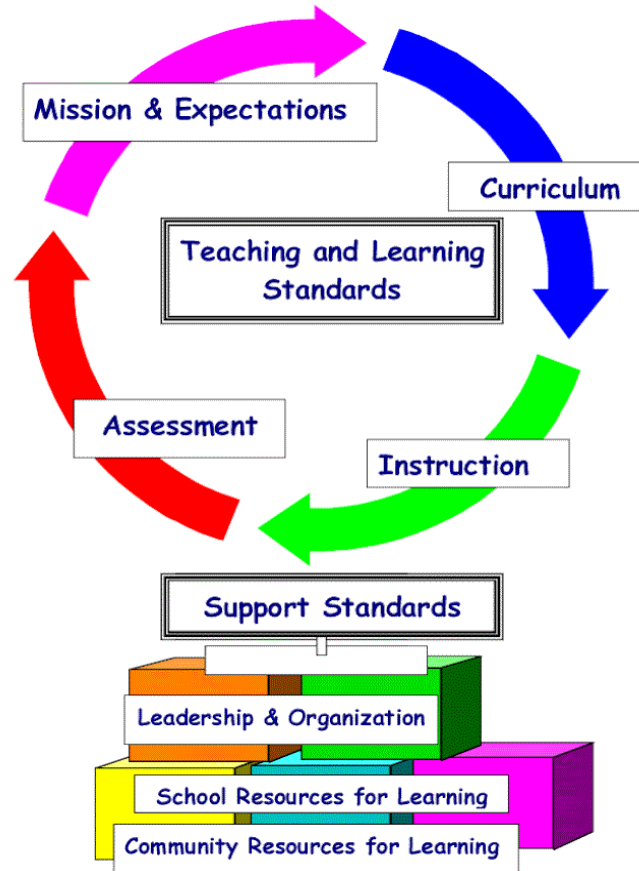 Mission & Expectations
Curriculum
Teaching and Learning
Standards
Assessment
Instruction
Support Standards
Leadership & Organization
School Resources for Learning
Community Resources for Learning